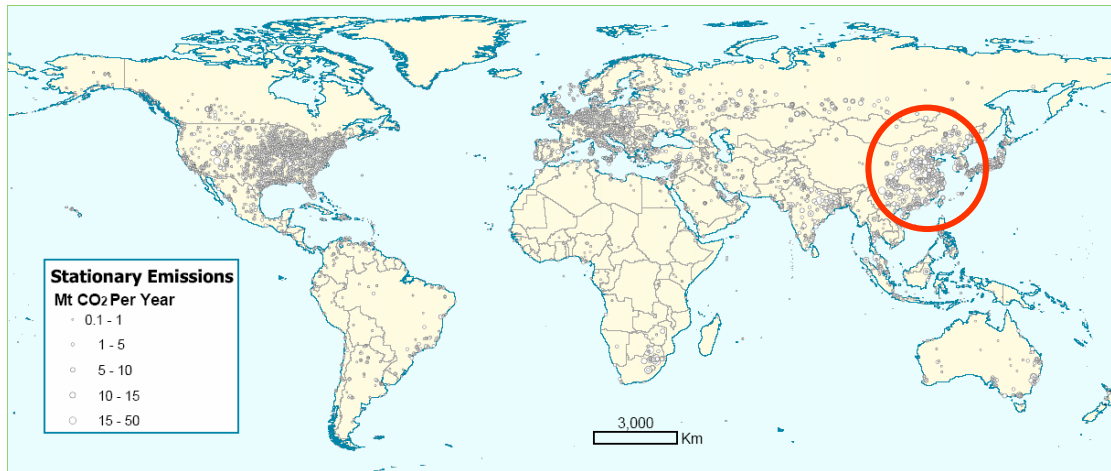 Stationary Emissions
Mt CO2 Per Year
0.1 - 1
1 - 5
5 - 10
10 - 15
15 - 50
3,000
Km